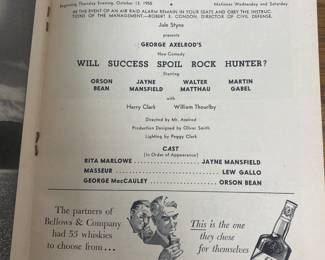 Beginning Thursday Evening, October 13, 1955
Matinees Wednesday and Saturday
IN THE EVENT OF AN AIR RAID ALARM REMAIN IN YOUR SEATS AND OBEY THE INSTRUC-
TIONS OF THE MANAGEMENT.—ROBERT E. CONDON, DIRECTOR OF CIVIL DEFENSE.
Jule Styne
presents
GEORGE AXELROD'S
New Comedy
WILL SUCCESS SPOIL ROCK HUNTER?
Starring
ORSON JAYNE WALTER MARTIN
BEAN MANSFIELD MATTHAU GABEL
with
Harry Clark William Thourlby
Directed by Mr. Axelrod
Production Designed by Oliver Smith
Lighting by Peggy Clark
CAST
(In Order of Appearance)
RITA MARLOWE JAYNE MANSFIELD
MASSEUR LEW GALLO
GEORGE MacCAULEY ORSON BEAN
The partners of
Bellows & Company
had 55 whiskies
to choose from...
This is the one
they chose
for themselves